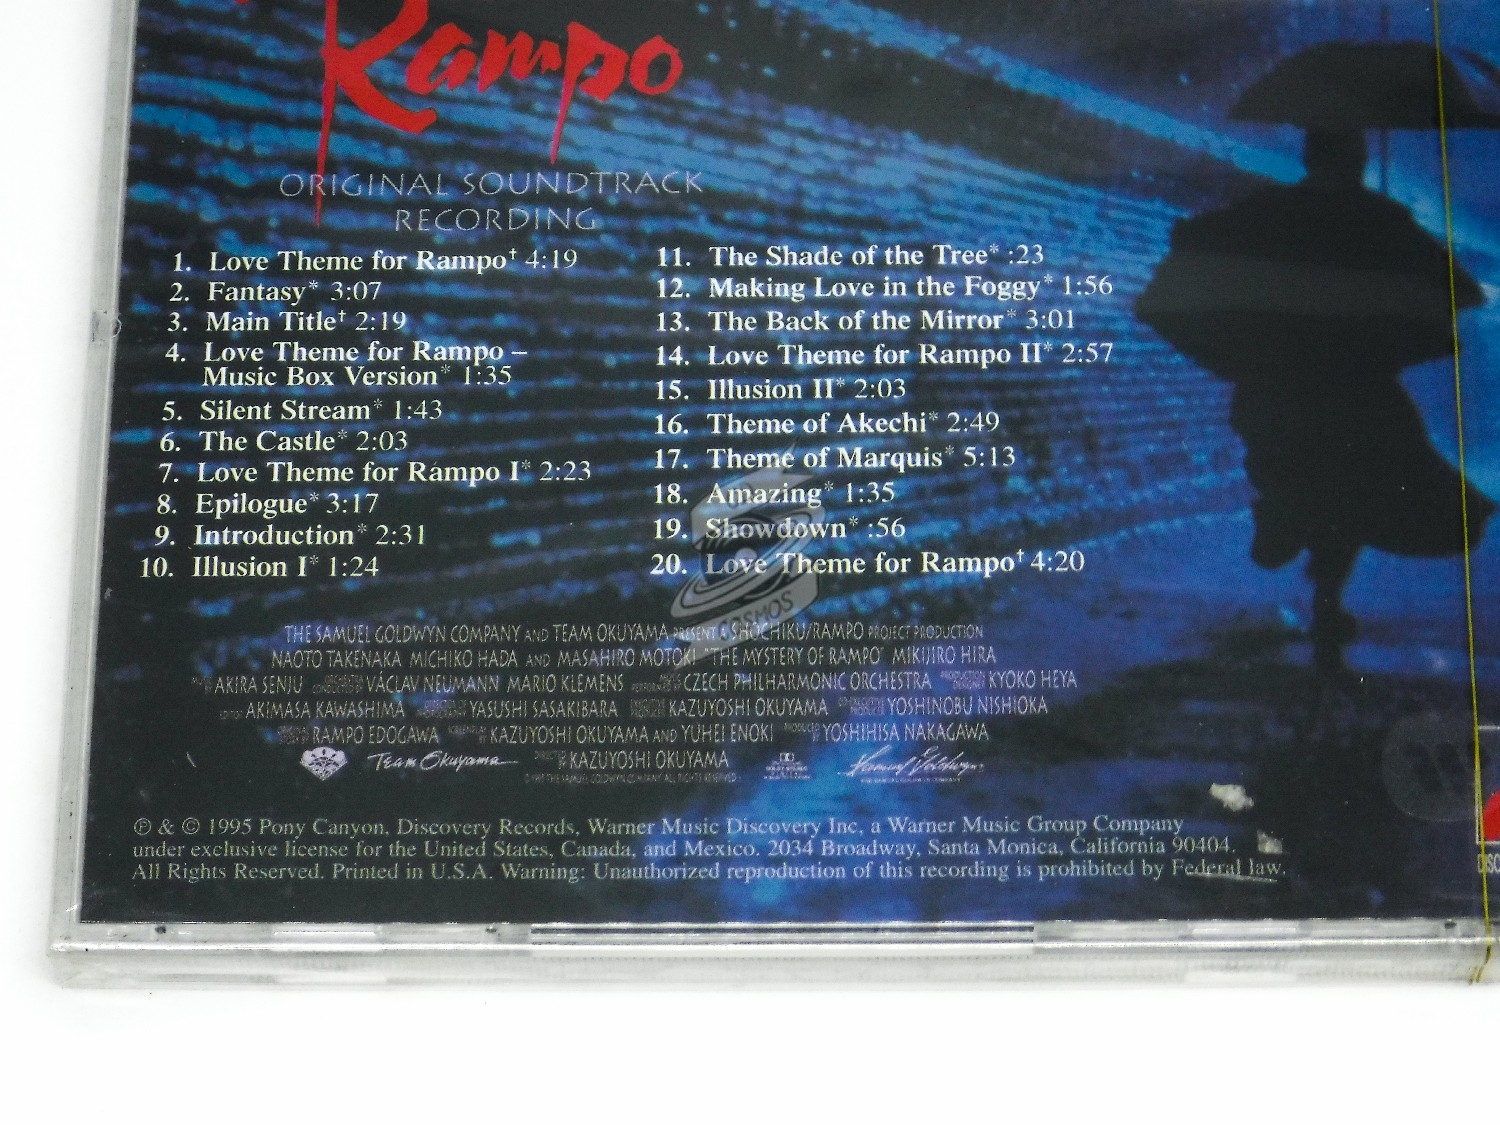 Rampo
ORIGINAL SOUNDTRACK
RECORDING
1. Love Theme for Rampo† 4:19
2. Fantasy* 3:07
3. Main Title† 2:19
4. Love Theme for Rampo –
Music Box Version* 1:35
5. Silent Stream* 1:43
6. The Castle* 2:03
7. Love Theme for Rampo I* 2:23
8. Epilogue* 3:17
9. Introduction* 2:31
10. Illusion I* 1:24
11. The Shade of the Tree* :23
12. Making Love in the Foggy* 1:56
13. The Back of the Mirror* 3:01
14. Love Theme for Rampo II* 2:57
15. Illusion II* 2:03
16. Theme of Akechi* 2:49
17. Theme of Marquis* 5:13
18. Amazing* 1:35
19. Showdown* :56
20. Love Theme for Rampo† 4:20
COSMOS
THE SAMUEL GOLDWYN COMPANY AND TEAM OKUYAMA PRESENT A SHOCHIKU/RAMPO PROJECT PRODUCTION
NAOTO TAKENAKA MICHIKO HADA AND MASAHIRO MOTOKI "THE MYSTERY OF RAMPO" MIKIJIRO HIRA
AKIRA SENJU VÁCLAV NEUMANN MARIO KLEMENS CZECH PHILHARMONIC ORCHESTRA KYOKO HEYA
AKIMASA KAWASHIMA YASUSHI SASAKIBARA KAZUYOSHI OKUYAMA YOSHINOBU NISHIOKA
RAMPO EDOGAWA KAZUYOSHI OKUYAMA AND YUHEI ENOKI PRODUCED BY YOSHIHISA NAKAGAWA
Team Okuyama DIRECTED BY KAZUYOSHI OKUYAMA Samuel Goldwyn
℗ & © 1995 Pony Canyon, Discovery Records, Warner Music Discovery Inc, a Warner Music Group Company
under exclusive license for the United States, Canada, and Mexico. 2034 Broadway, Santa Monica, California 90404.
All Rights Reserved. Printed in U.S.A. Warning: Unauthorized reproduction of this recording is prohibited by Federal law.